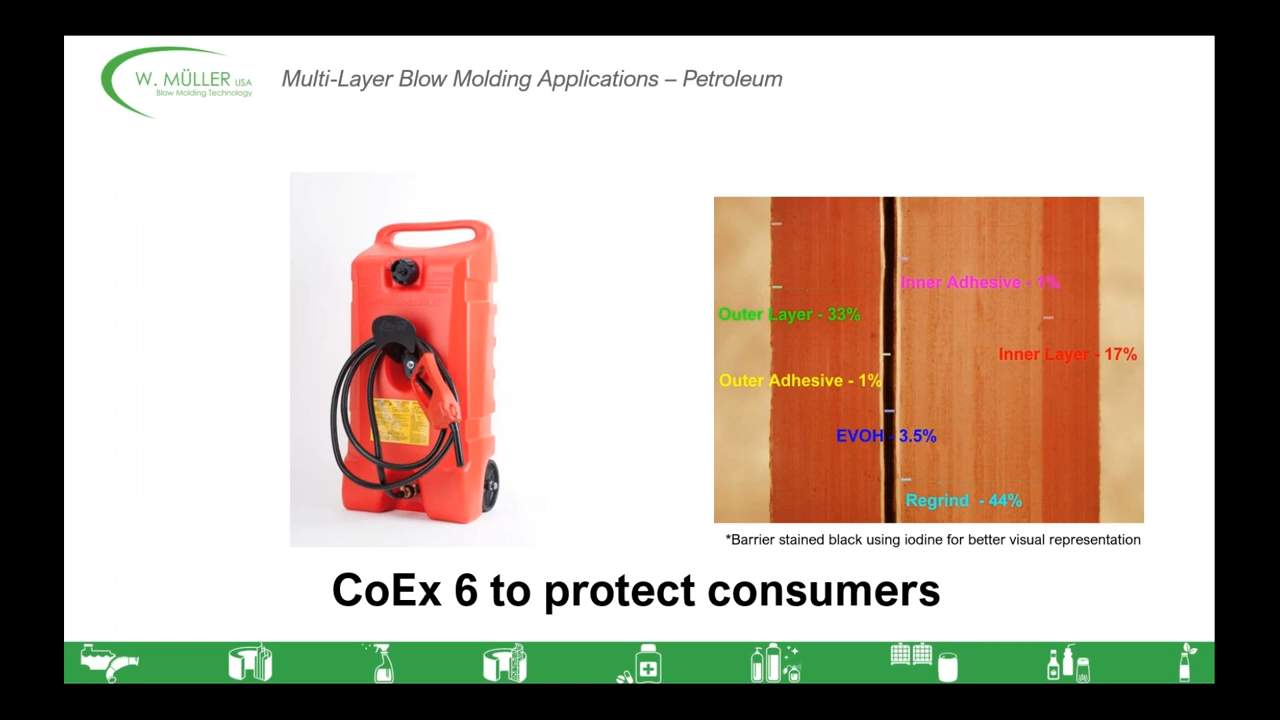 W. MÜLLER USA
Blow Molding Technology
Multi-Layer Blow Molding Applications – Petroleum
Inner Adhesive - 1%
Outer Layer - 33%
Inner Layer - 17%
Outer Adhesive - 1%
EVOH - 3.5%
Regrind - 44%
*Barrier stained black using iodine for better visual representation
CoEx 6 to protect consumers